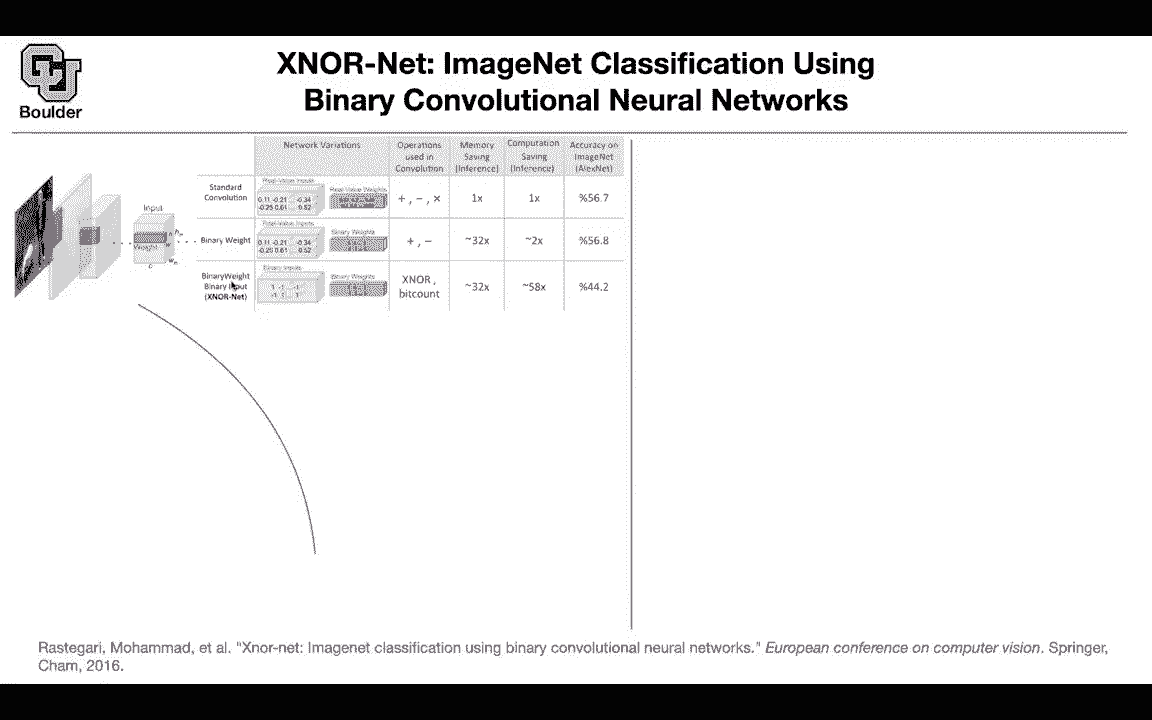 Boulder
XNOR-Net: ImageNet Classification Using
Binary Convolutional Neural Networks
Network Variations
Operations
used in
Convolution
Memory
Saving
(Inference)
Computation
Saving
(Inference)
Accuracy on
ImageNet
(AlexNet)
Input
Weight
c
Standard
Convolution
Real-Value Inputs
0.11 -0.21 ... -0.34
-0.25 0.61 ... 0.52
Real-Value Weights
+ , − , ×
1x
1x
%56.7
Binary Weight
Real-Value Inputs
0.11 -0.21 ... -0.34
-0.25 0.61 ... 0.52
Binary Weights
+ , −
~32x
~2x
%56.8
BinaryWeight
Binary Input
(XNOR-Net)
Binary Inputs
1 -1 ... -1
-1 1 ... 1
Binary Weights
XNOR ,
bitcount
~32x
~58x
%44.2
Rastegari, Mohammad, et al. "Xnor-net: Imagenet classification using binary convolutional neural networks." European conference on computer vision. Springer,
Cham, 2016.